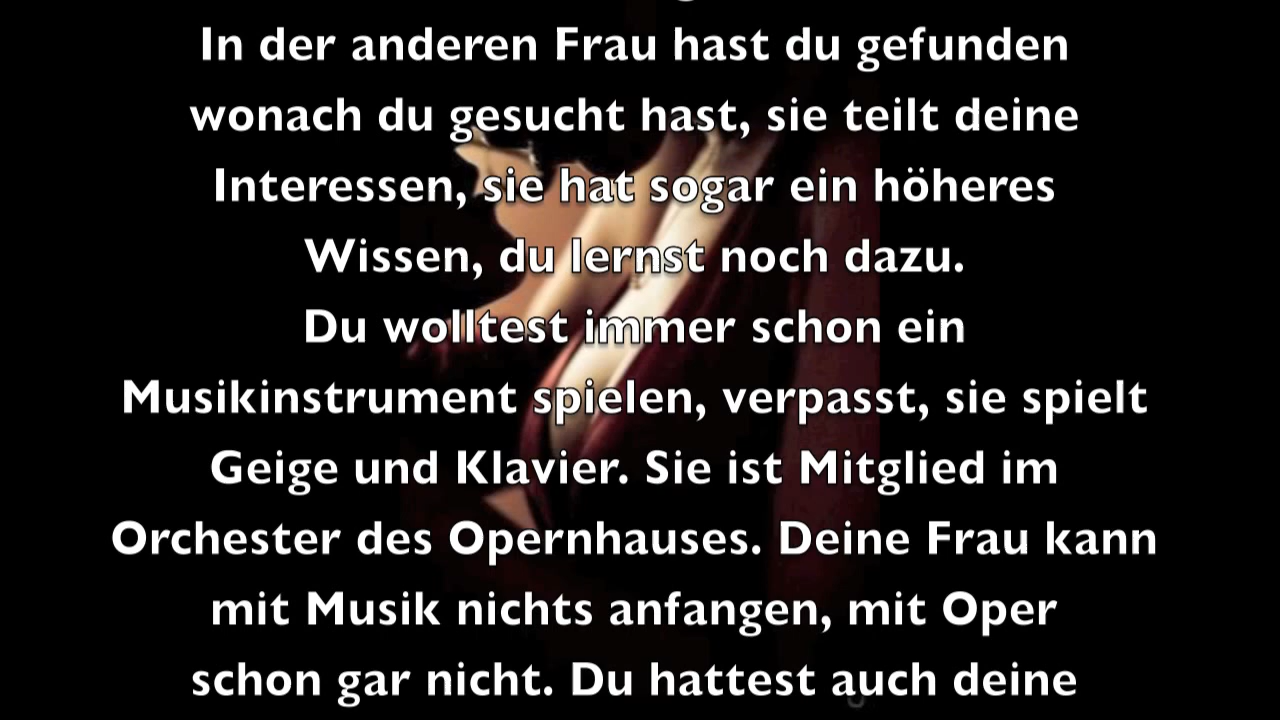 In der anderen Frau hast du gefunden
wonach du gesucht hast, sie teilt deine
Interessen, sie hat sogar ein höheres
Wissen, du lernst noch dazu.
Du wolltest immer schon ein
Musikinstrument spielen, verpasst, sie spielt
Geige und Klavier. Sie ist Mitglied im
Orchester des Opernhauses. Deine Frau kann
mit Musik nichts anfangen, mit Oper
schon gar nicht. Du hattest auch deine